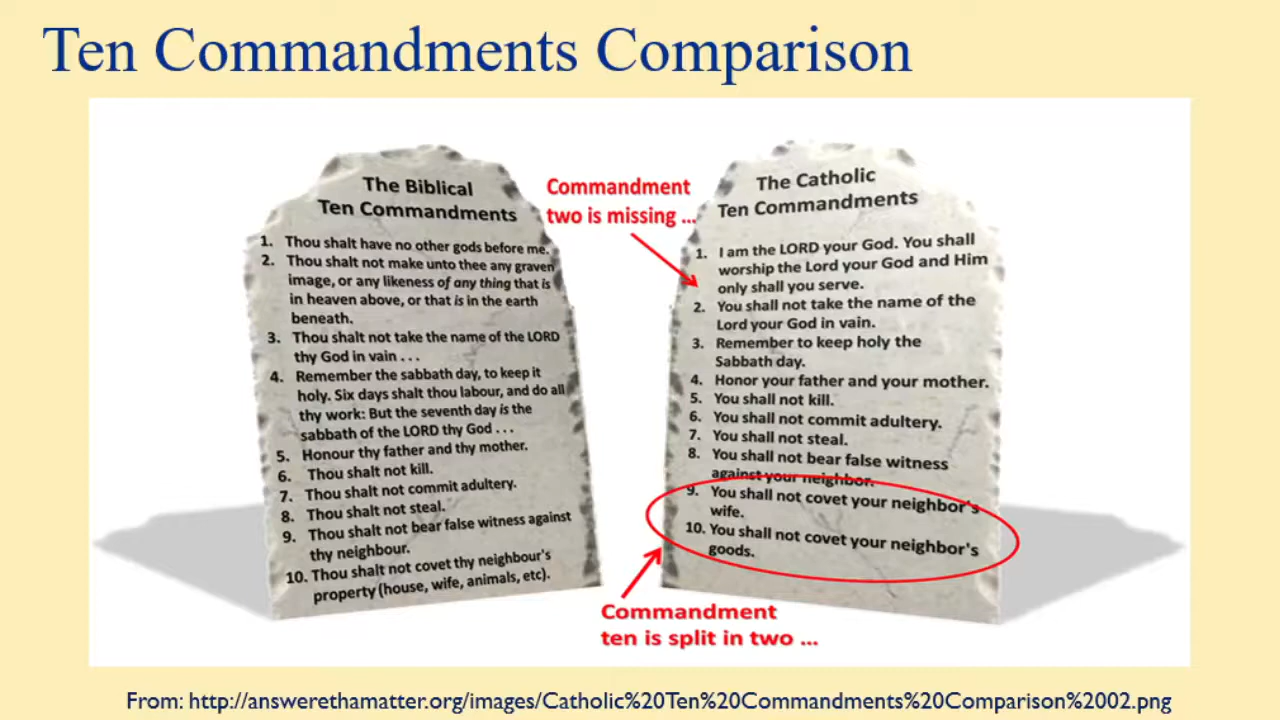 Ten Commandments Comparison
The Biblical
Ten Commandments
1. Thou shalt have no other gods before me.
2. Thou shalt not make unto thee any graven
image, or any likeness of any thing that is
in heaven above, or that is in the earth
beneath.
3. Thou shalt not take the name of the LORD
thy God in vain . . .
4. Remember the sabbath day, to keep it
holy. Six days shalt thou labour, and do all
thy work: But the seventh day is the
sabbath of the LORD thy God . . .
5. Honour thy father and thy mother.
6. Thou shalt not kill.
7. Thou shalt not commit adultery.
8. Thou shalt not steal.
9. Thou shalt not bear false witness against
thy neighbour.
10. Thou shalt not covet thy neighbour's
property (house, wife, animals, etc).
Commandment
two is missing ...
The Catholic
Ten Commandments
1. I am the LORD your God. You shall
worship the Lord your God and Him
only shall you serve.
2. You shall not take the name of the
Lord your God in vain.
3. Remember to keep holy the
Sabbath day.
4. Honor your father and your mother.
5. You shall not kill.
6. You shall not commit adultery.
7. You shall not steal.
8. You shall not bear false witness
against your neighbor.
9. You shall not covet your neighbor's
wife.
10. You shall not covet your neighbor's
goods.
Commandment
ten is split in two ...
From: http://answerethamatter.org/images/Catholic%20Ten%20Commandments%20Comparison%2002.png